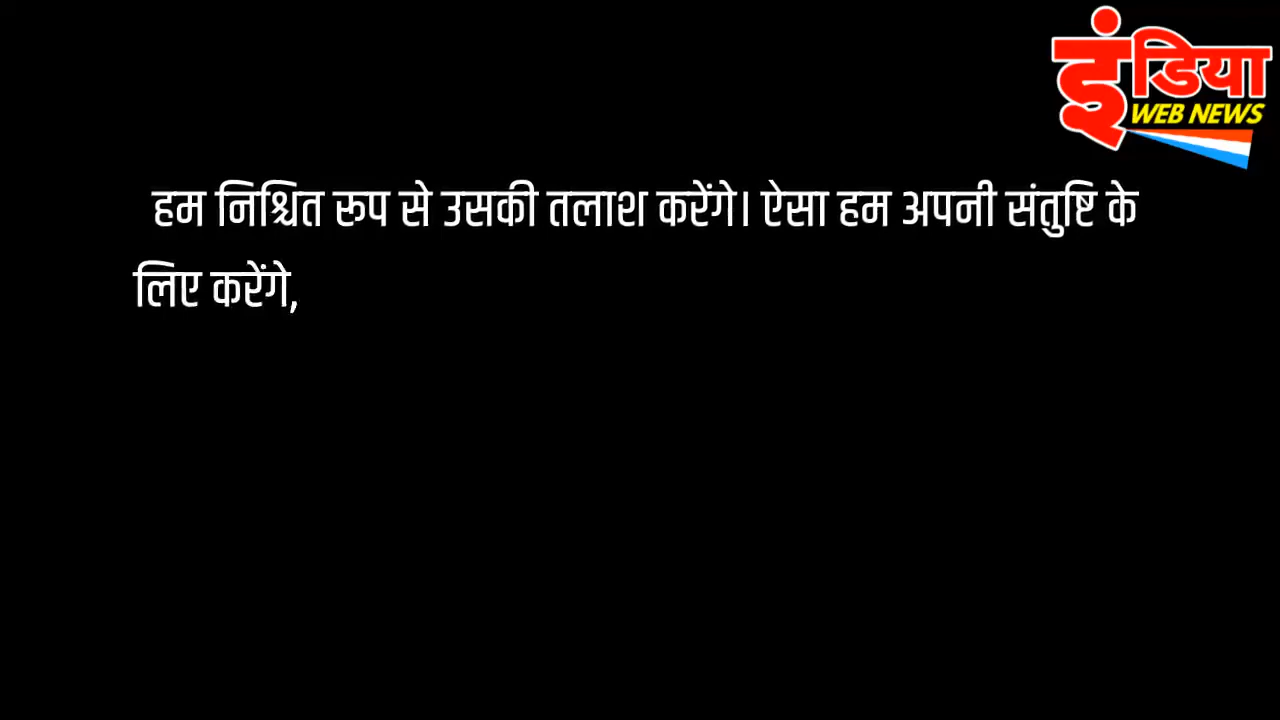 इंडिया
WEB NEWS
हम निश्चित रूप से उसकी तलाश करेंगे। ऐसा हम अपनी संतुष्टि के
लिए करेंगे,